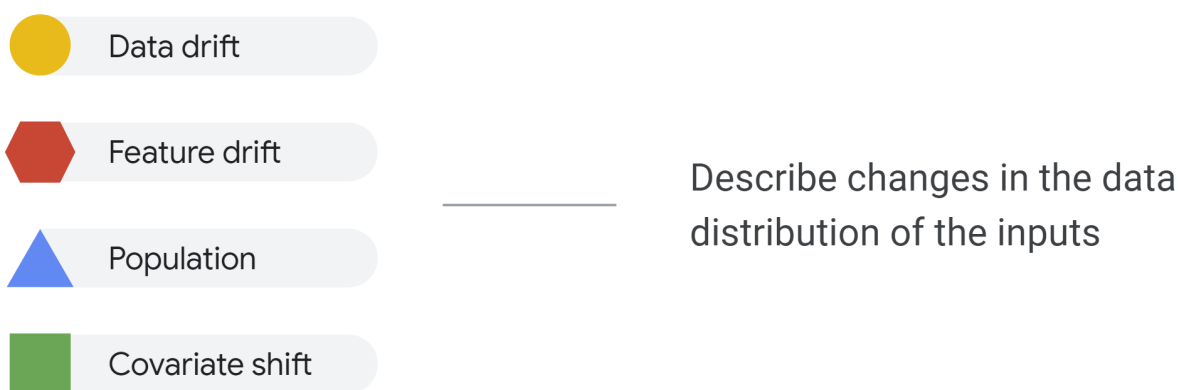 Data drift
Feature drift
Population
Covariate shift
Describe changes in the data
distribution of the inputs